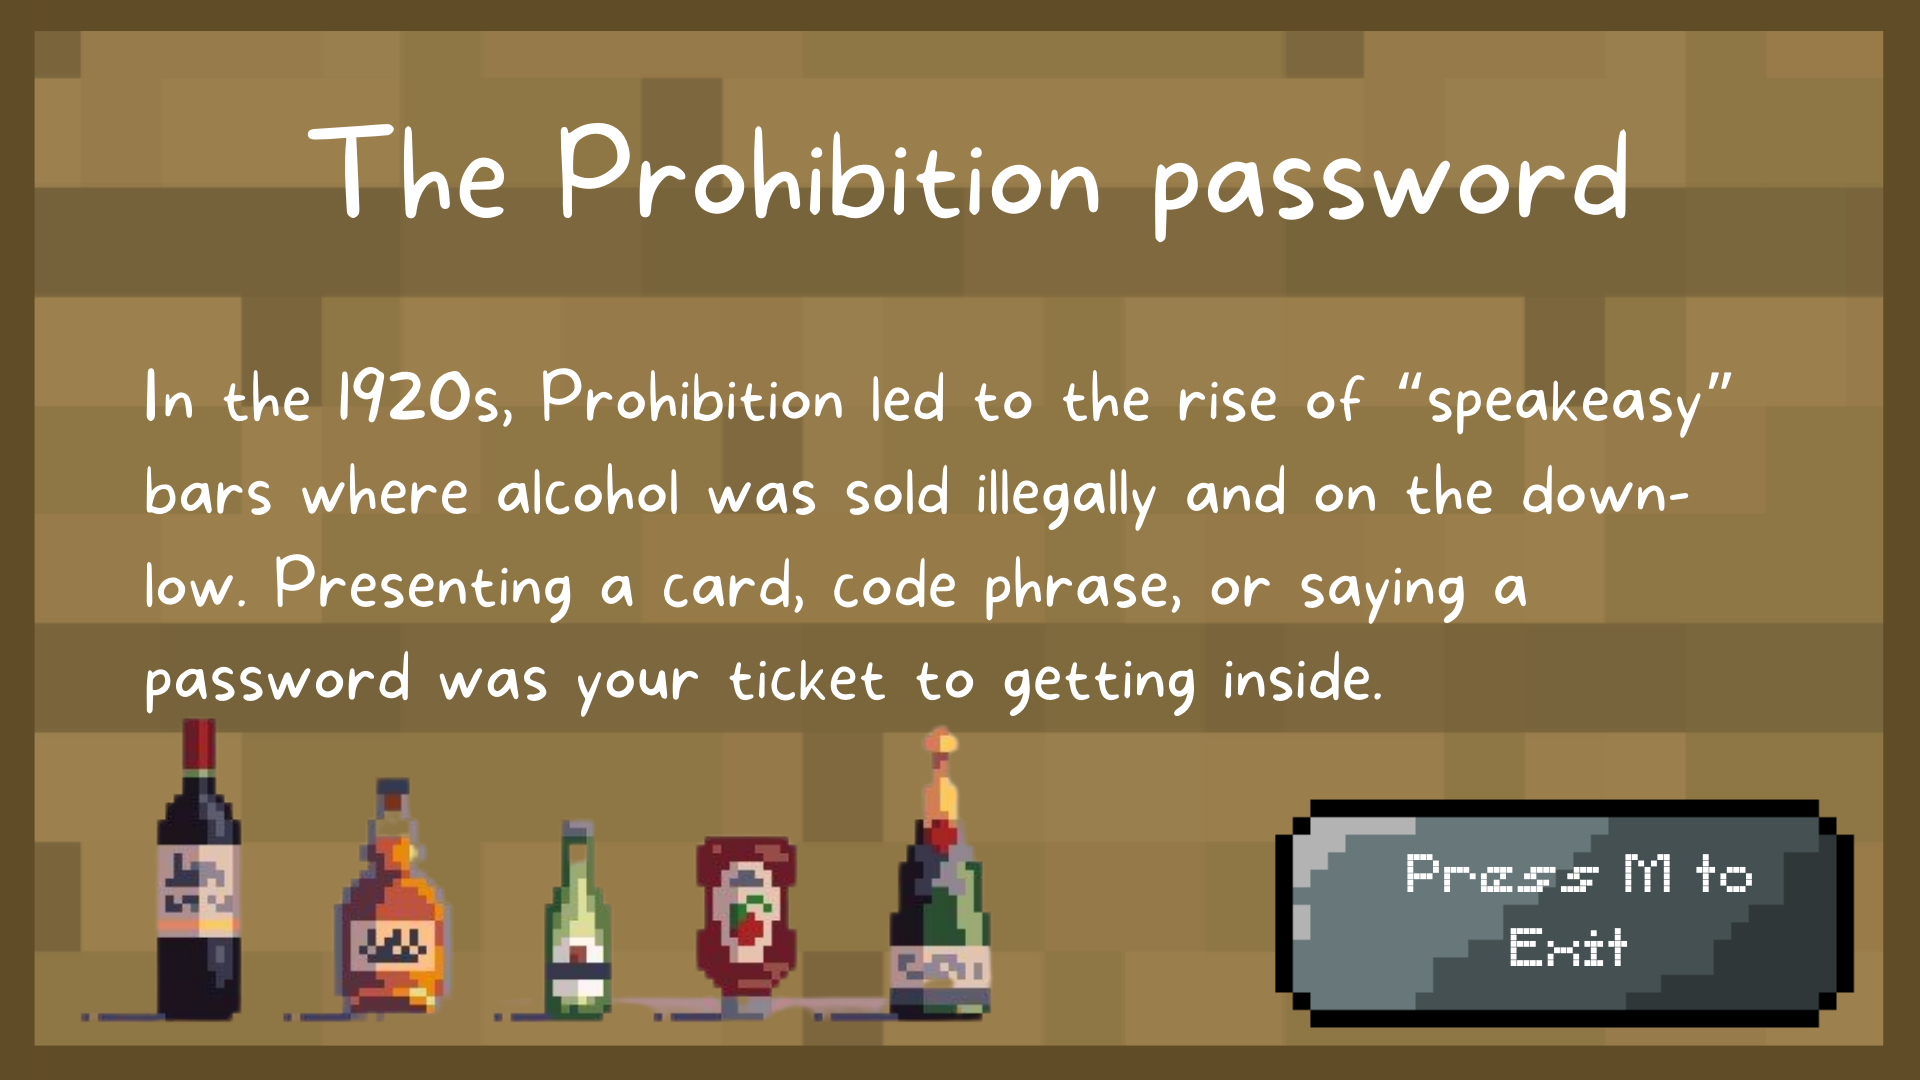 The Prohibition password
In the 1920s, Prohibition led to the rise of “speakeasy”
bars where alcohol was sold illegally and on the down-
low. Presenting a card, code phrase, or saying a
password was your ticket to getting inside.
Press M to
Exit